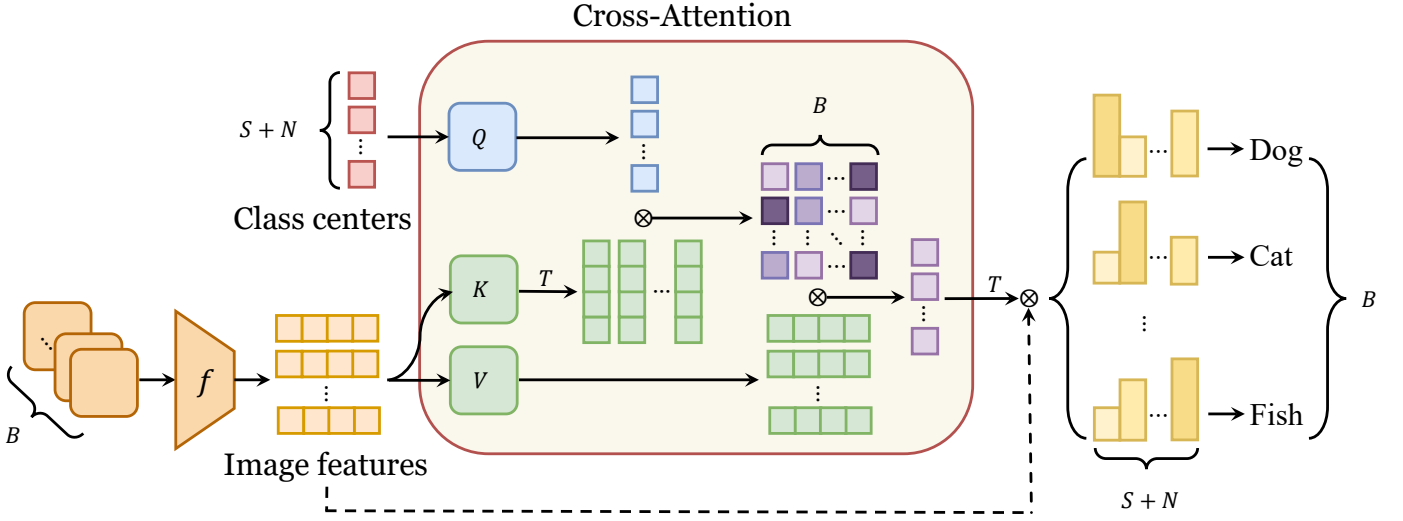 Cross-Attention
S + N
Class centers
Q
B
K
T
V
T
B
f
Image features
Dog
Cat
Fish
B
S + N